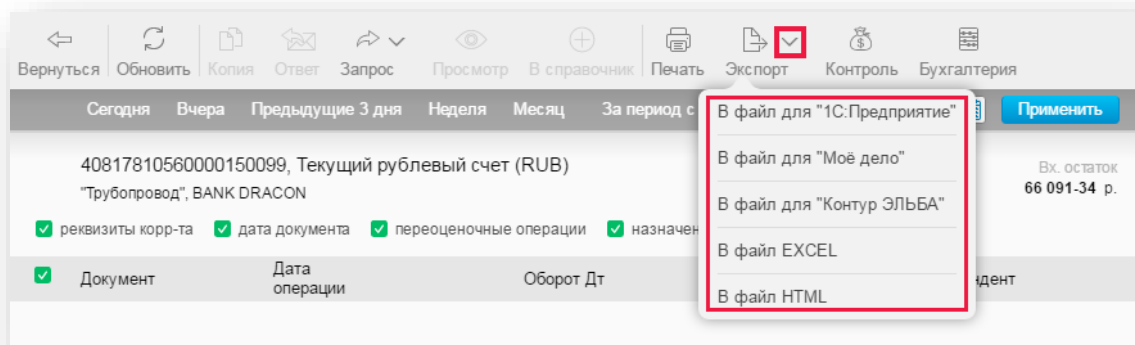 Вернуться Обновить Копия Ответ Запрос Просмотр В справочник Печать Экспорт Контроль Бухгалтерия
Сегодня Вчера Предыдущие 3 дня Неделя Месяц За период с Применить
В файл для "1С:Предприятие"
В файл для "Моё дело"
В файл для "Контур ЭЛЬБА"
В файл EXCEL
В файл HTML
40817810560000150099, Текущий рублевый счет (RUB)
"Трубопровод", BANK DRACON
Вх. остаток
66 091-34 р.
реквизиты корр-та дата документа переоценочные операции назначен
Документ Дата операции Оборот Дт ндент